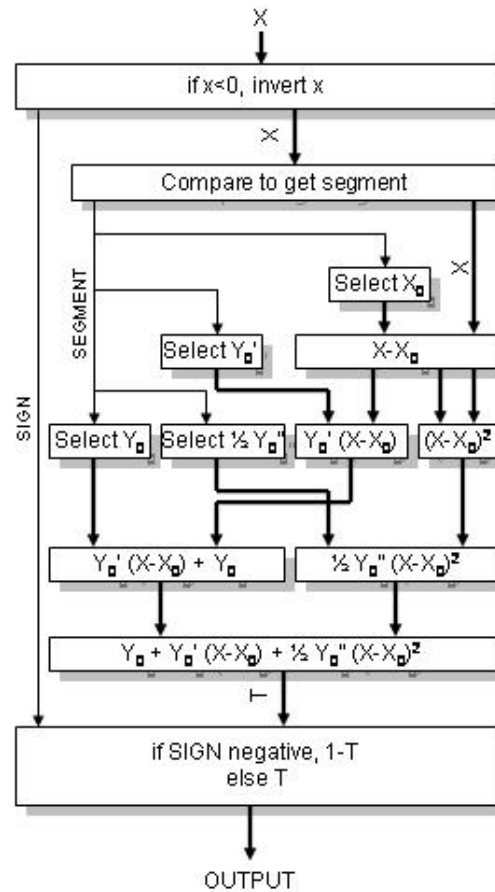 X
if x<0, invert x
X
Compare to get segment
X
Select X₀
SEGMENT
Select Y₀'
X-X₀
SIGN
Select Y₀
Select ½ Y₀"
Y₀' (X-X₀)
(X-X₀)²
Y₀' (X-X₀) + Y₀
½ Y₀" (X-X₀)²
Y₀ + Y₀' (X-X₀) + ½ Y₀" (X-X₀)²
T
if SIGN negative, 1-T
else T
OUTPUT